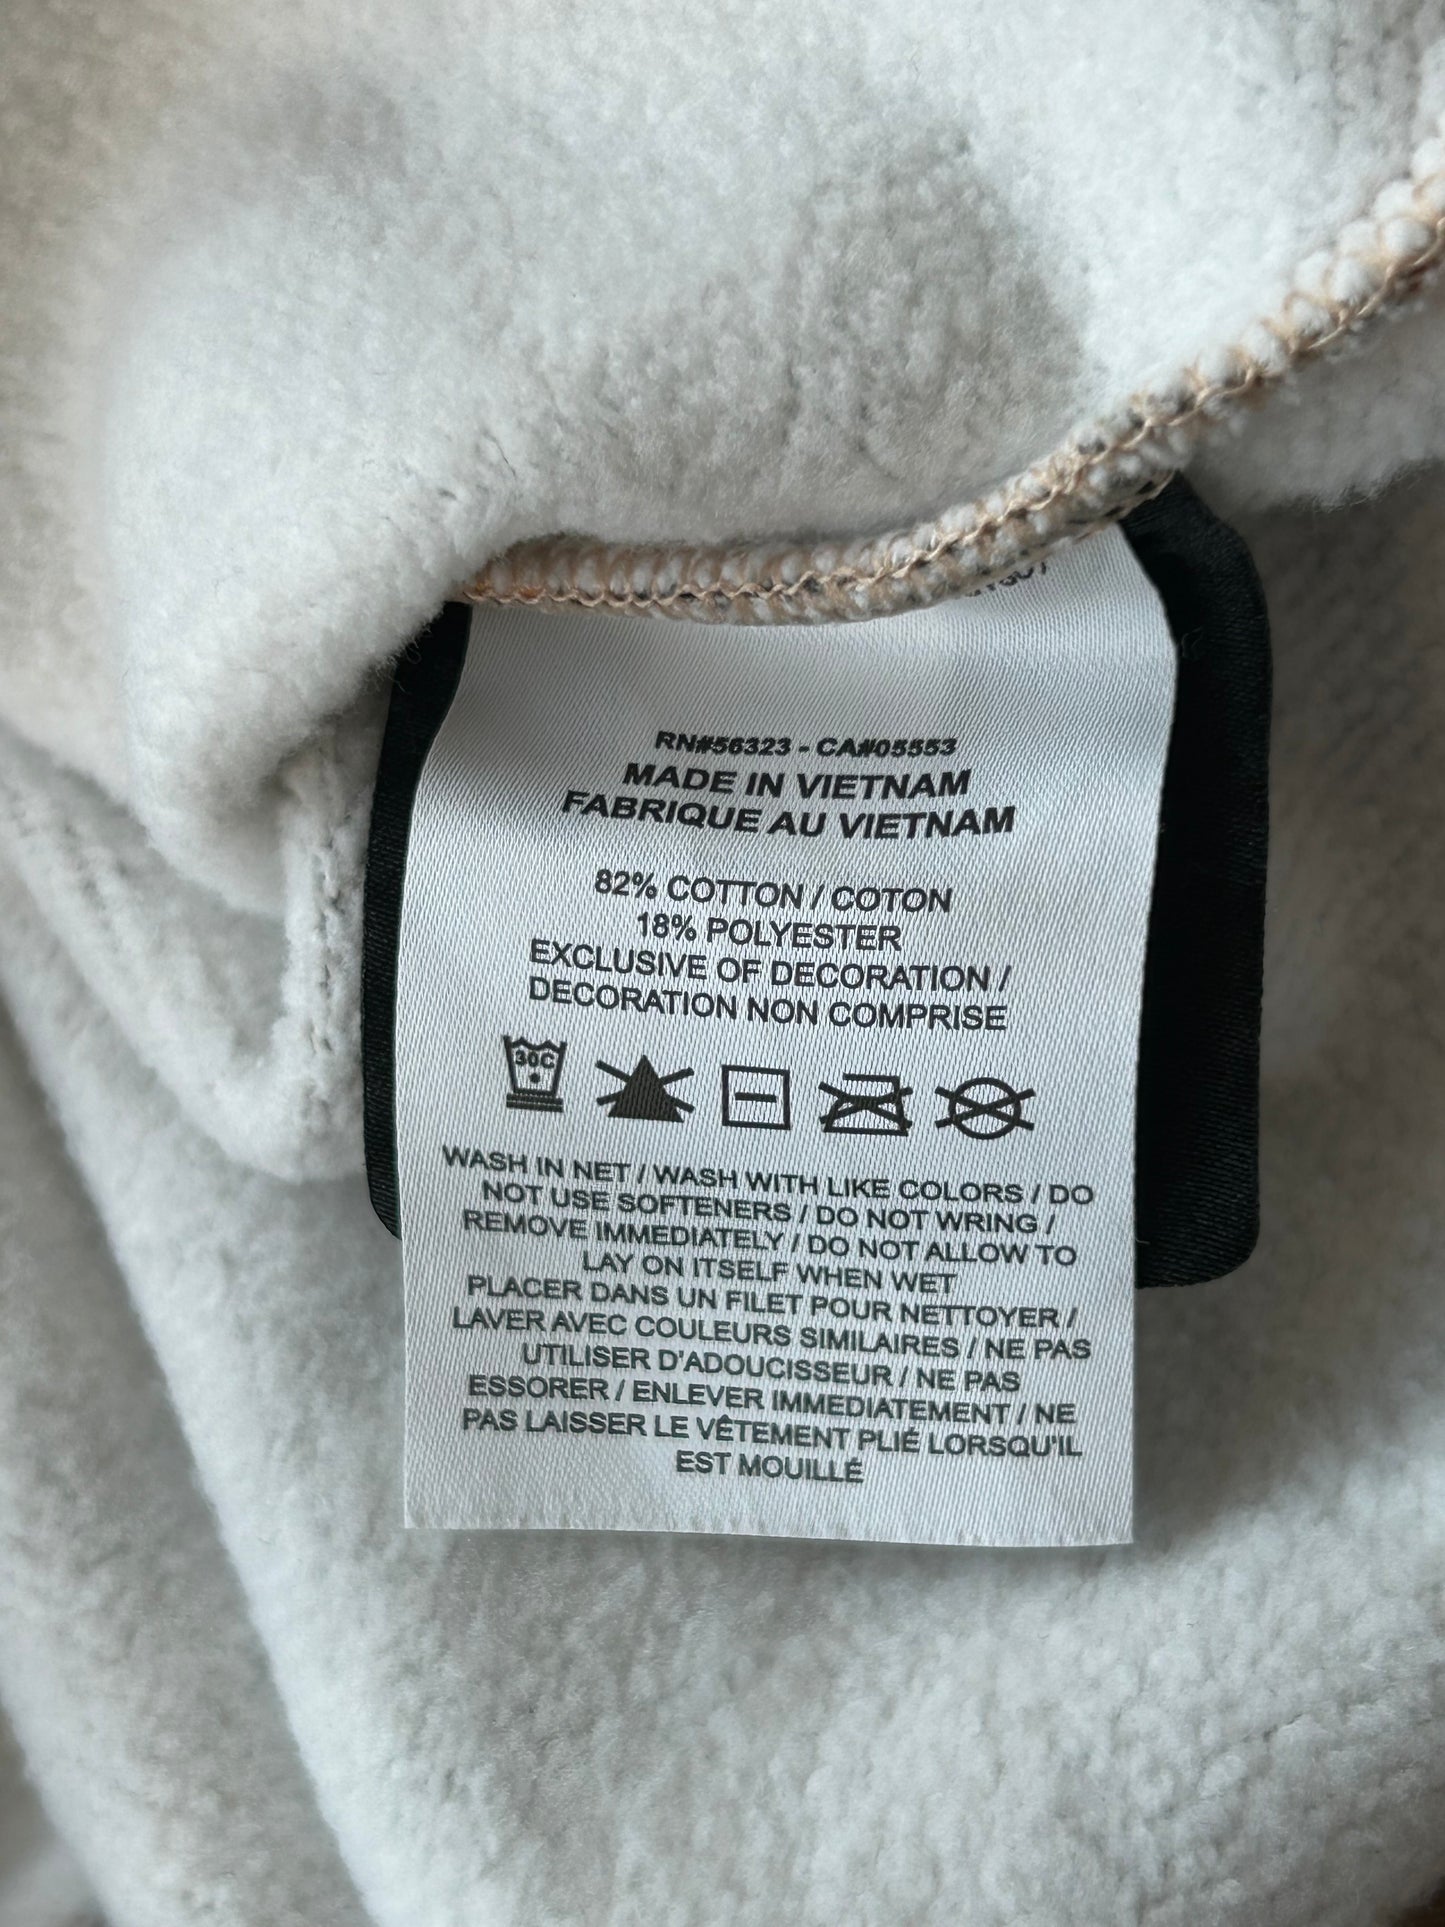 RN#56323 - CA#05553
MADE IN VIETNAM
FABRIQUE AU VIETNAM
82% COTTON / COTON
18% POLYESTER
EXCLUSIVE OF DECORATION /
DECORATION NON COMPRISE
30C
WASH IN NET / WASH WITH LIKE COLORS / DO
NOT USE SOFTENERS / DO NOT WRING /
REMOVE IMMEDIATELY / DO NOT ALLOW TO
LAY ON ITSELF WHEN WET
PLACER DANS UN FILET POUR NETTOYER /
LAVER AVEC COULEURS SIMILAIRES / NE PAS
UTILISER D'ADOUCISSEUR / NE PAS
ESSORER / ENLEVER IMMEDIATEMENT / NE
PAS LAISSER LE VÊTEMENT PLIÉ LORSQU'IL
EST MOUILLÉ